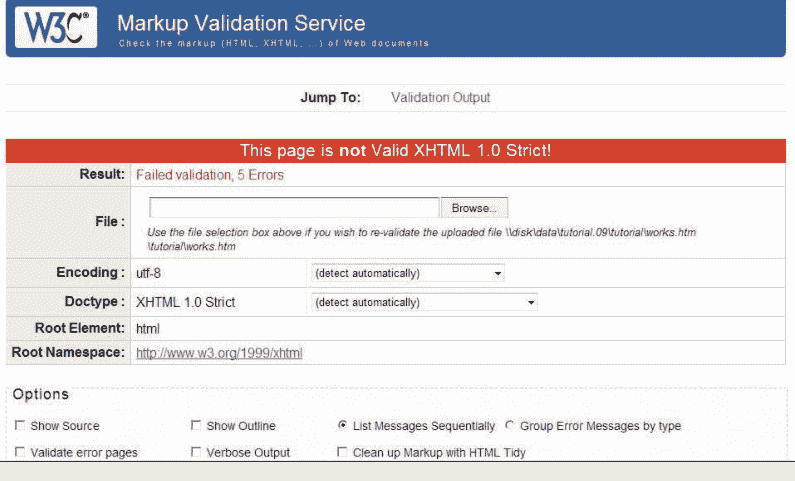 W3C®
Markup Validation Service
Check the markup (HTML, XHTML, ...) of Web documents
Jump To: Validation Output
This page is not Valid XHTML 1.0 Strict!
Result: Failed validation, 5 Errors
File :
Browse...
Use the file selection box above if you wish to re-validate the uploaded file \\disk\data\tutorial.09\tutorial\works.htm
\tutorial\works.htm
Encoding : utf-8 (detect automatically)
Doctype : XHTML 1.0 Strict (detect automatically)
Root Element: html
Root Namespace: http://www.w3.org/1999/xhtml
Options
Show Source Show Outline List Messages Sequentially Group Error Messages by type
Validate error pages Verbose Output Clean up Markup with HTML Tidy